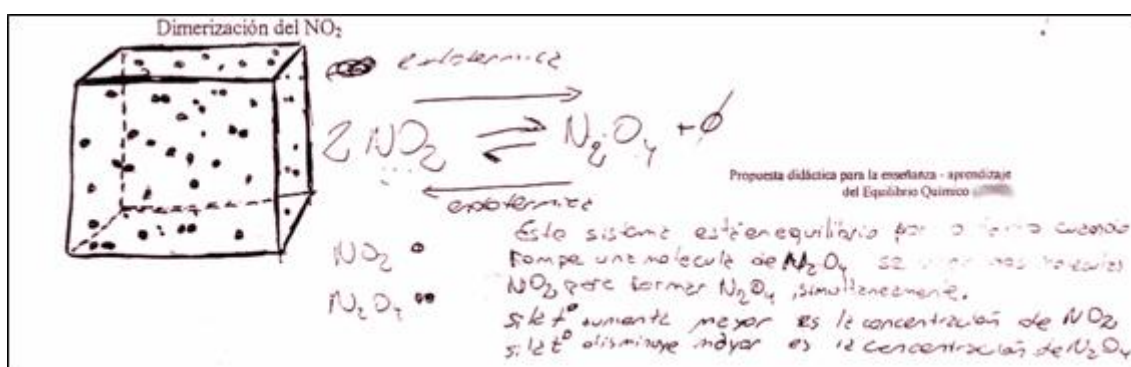 Dimerización del NO₂
exotermica
2 NO₂ ⇌ N₂O₄ + ϕ
endotermica
NO₂
N₂O₄
Propuesta didáctica para la enseñanza - aprendizaje
del Equilibrio Químico
Este sistema está en equilibrio por cuando
rompe una molecula de N₂O₄ se
NO₂ para formar N₂O₄, simultaneamente.
si la t° aumenta mayor es la concentración de NO₂
si la t° disminuye mayor es la concentración de N₂O₄